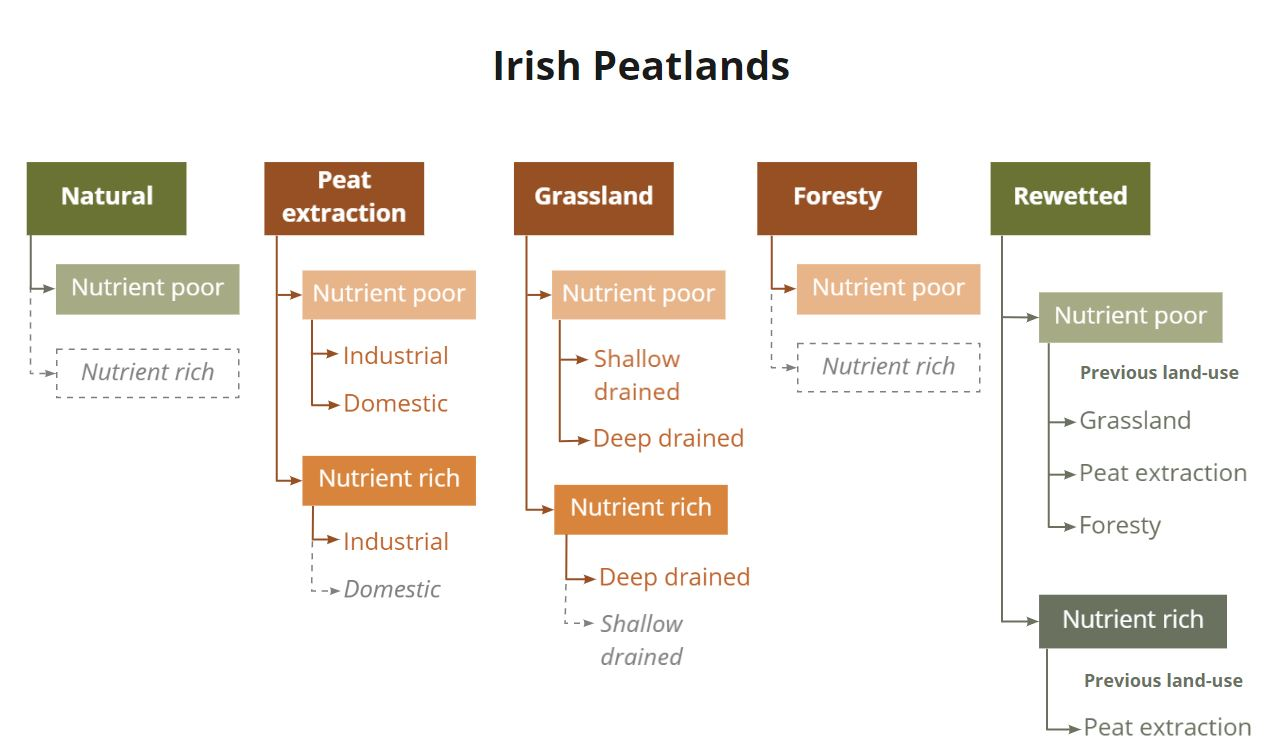 Irish Peatlands
Natural
Nutrient poor
Nutrient rich
Peat
extraction
Nutrient poor
Industrial
Domestic
Nutrient rich
Industrial
Domestic
Grassland
Nutrient poor
Shallow
drained
Deep drained
Nutrient rich
Deep drained
Shallow
drained
Foresty
Nutrient poor
Nutrient rich
Rewetted
Nutrient poor
Previous land-use
Grassland
Peat extraction
Foresty
Nutrient rich
Previous land-use
Peat extraction